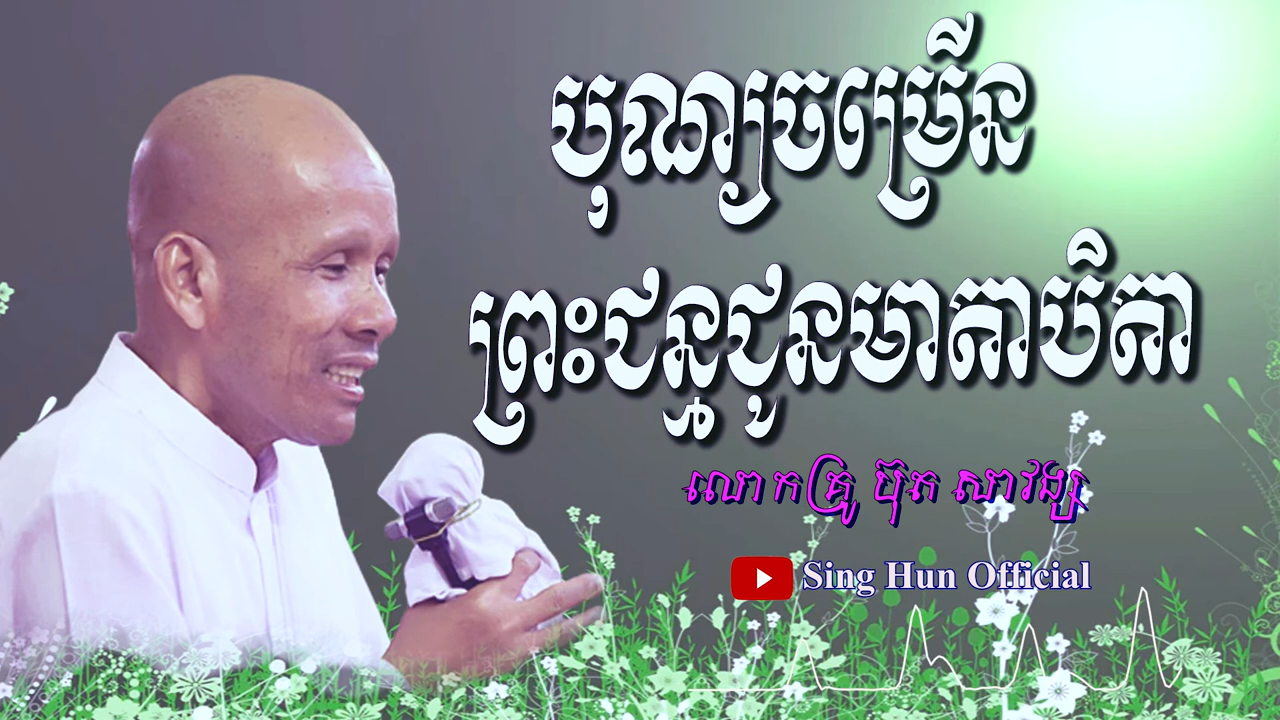 បុណ្យចម្រើន
ព្រះជន្មជូនមាតាបិតា
លោកគ្រូ ប៊ុត សាវង្ស
Sing Hun Official